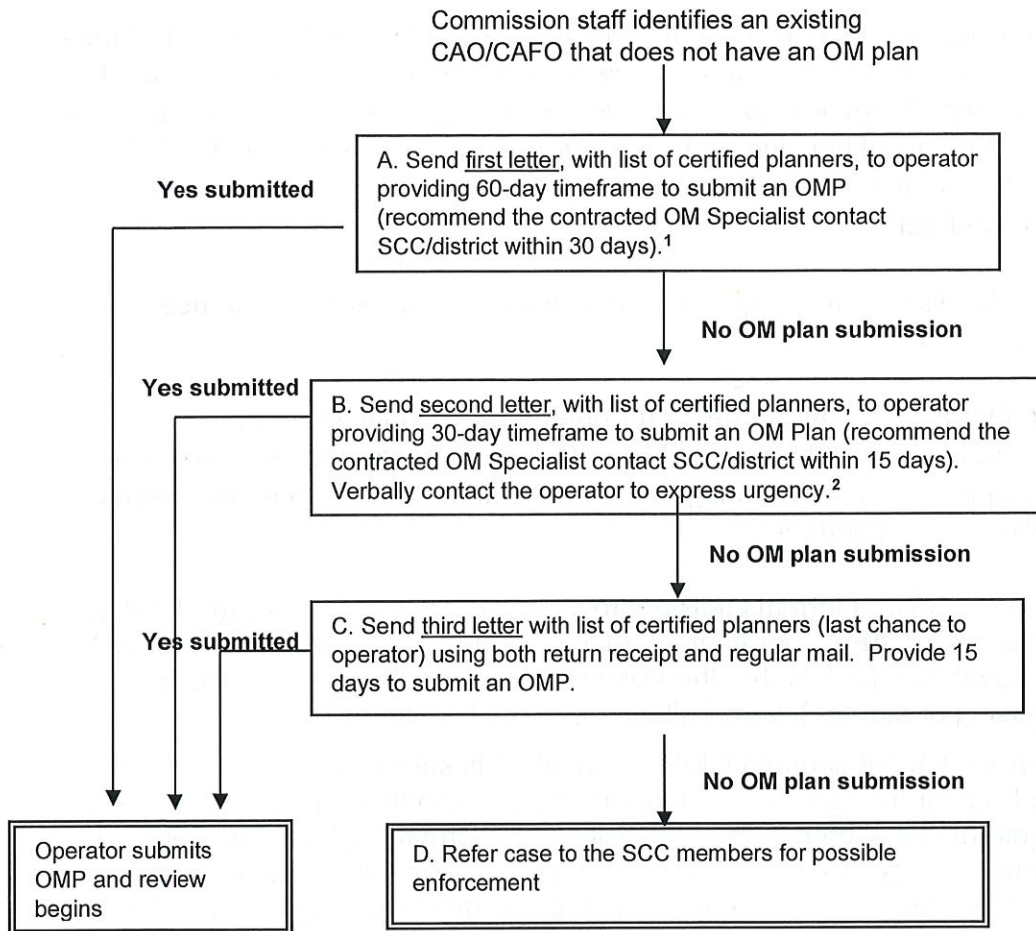 Commission staff identifies an existing
CAO/CAFO that does not have an OM plan
Yes submitted
A. Send first letter, with list of certified planners, to operator
providing 60-day timeframe to submit an OMP
(recommend the contracted OM Specialist contact
SCC/district within 30 days).1
No OM plan submission
Yes submitted
B. Send second letter, with list of certified planners, to operator
providing 30-day timeframe to submit an OM Plan (recommend the
contracted OM Specialist contact SCC/district within 15 days).
Verbally contact the operator to express urgency.2
No OM plan submission
Yes submitted
C. Send third letter with list of certified planners (last chance to
operator) using both return receipt and regular mail.  Provide 15
days to submit an OMP.
No OM plan submission
Operator submits
OMP and review
begins
D. Refer case to the SCC members for possible
enforcement